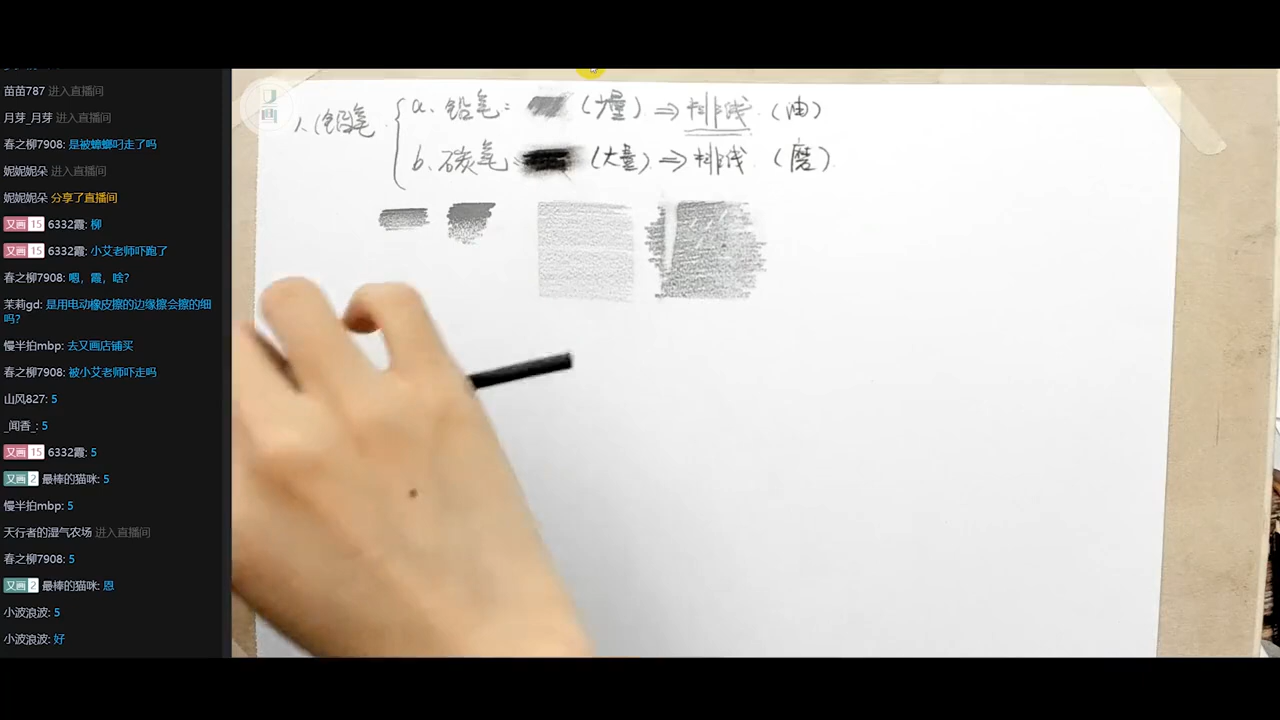 苗苗787 进入直播间
月芽_月芽 进入直播间
春之柳7908: 是被蟑螂叼走了吗
妮妮妮朵 进入直播间
妮妮妮朵 分享了直播间
又画 15 6332霞: 柳
又画 15 6332霞: 小艾老师吓跑了
春之柳7908: 嗯，霞，啥?
茉莉gd: 是用电动橡皮擦的边缘擦会擦的细
吗?
慢半拍mbp: 去又画店铺买
春之柳7908: 被小艾老师吓走吗
山风827: 5
_闻香_: 5
又画 15 6332霞: 5
又画 2 最棒的猫咪: 5
慢半拍mbp: 5
天行者的湿气农场 进入直播间
春之柳7908: 5
又画 2 最棒的猫咪: 恩
小波浪波: 5
小波浪波: 好
画
1、铅笔
a、铅笔: (少量) ⇒ 排线 (由)
b、碳笔: (大量) ⇒ 排线 (磨)